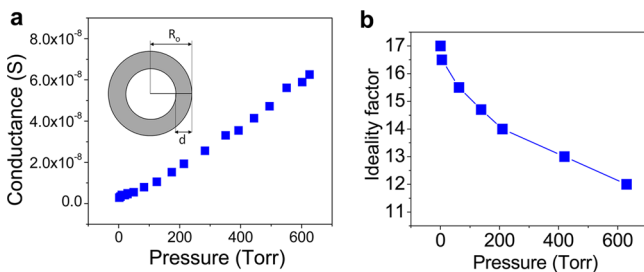 a
Conductance (S)
8.0x10⁻⁸
6.0x10⁻⁸
4.0x10⁻⁸
2.0x10⁻⁸
0.0
R₀
d
0 200 400 600
Pressure (Torr)
b
Ideality factor
17
16
15
14
13
12
11
0 200 400 600
Pressure (Torr)